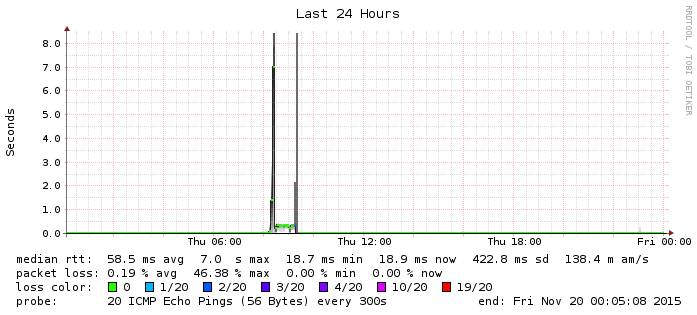 Last 24 Hours
RRDTOOL / TOBI OETIKER
Seconds
8.0
7.0
6.0
5.0
4.0
3.0
2.0
1.0
0.0
Thu 06:00 Thu 12:00 Thu 18:00 Fri 00:00
median rtt: 58.5 ms avg 7.0 s max 18.7 ms min 18.9 ms now 422.8 ms sd 138.4 m am/s
packet loss: 0.19 % avg 46.38 % max 0.00 % min 0.00 % now
loss color: 0 1/20 2/20 3/20 4/20 10/20 19/20
probe: 20 ICMP Echo Pings (56 Bytes) every 300s end: Fri Nov 20 00:05:08 2015